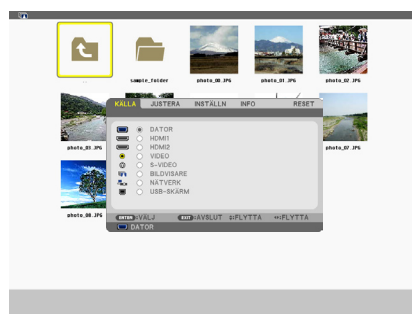 ..
sample_folder
photo_00.JPG
photo_01.JPG
photo_02.JPG
KÄLLA JUSTERA INSTÄLLN INFO RESET
DATOR
HDMI1
HDMI2
VIDEO
S-VIDEO
BILDVISARE
NÄTVERK
USB-SKÄRM
photo_03.JPG
photo_07.JPG
photo_08.JPG
ENTER:VÄLJ EXIT:AVSLUT ↕:FLYTTA ↔:FLYTTA
DATOR